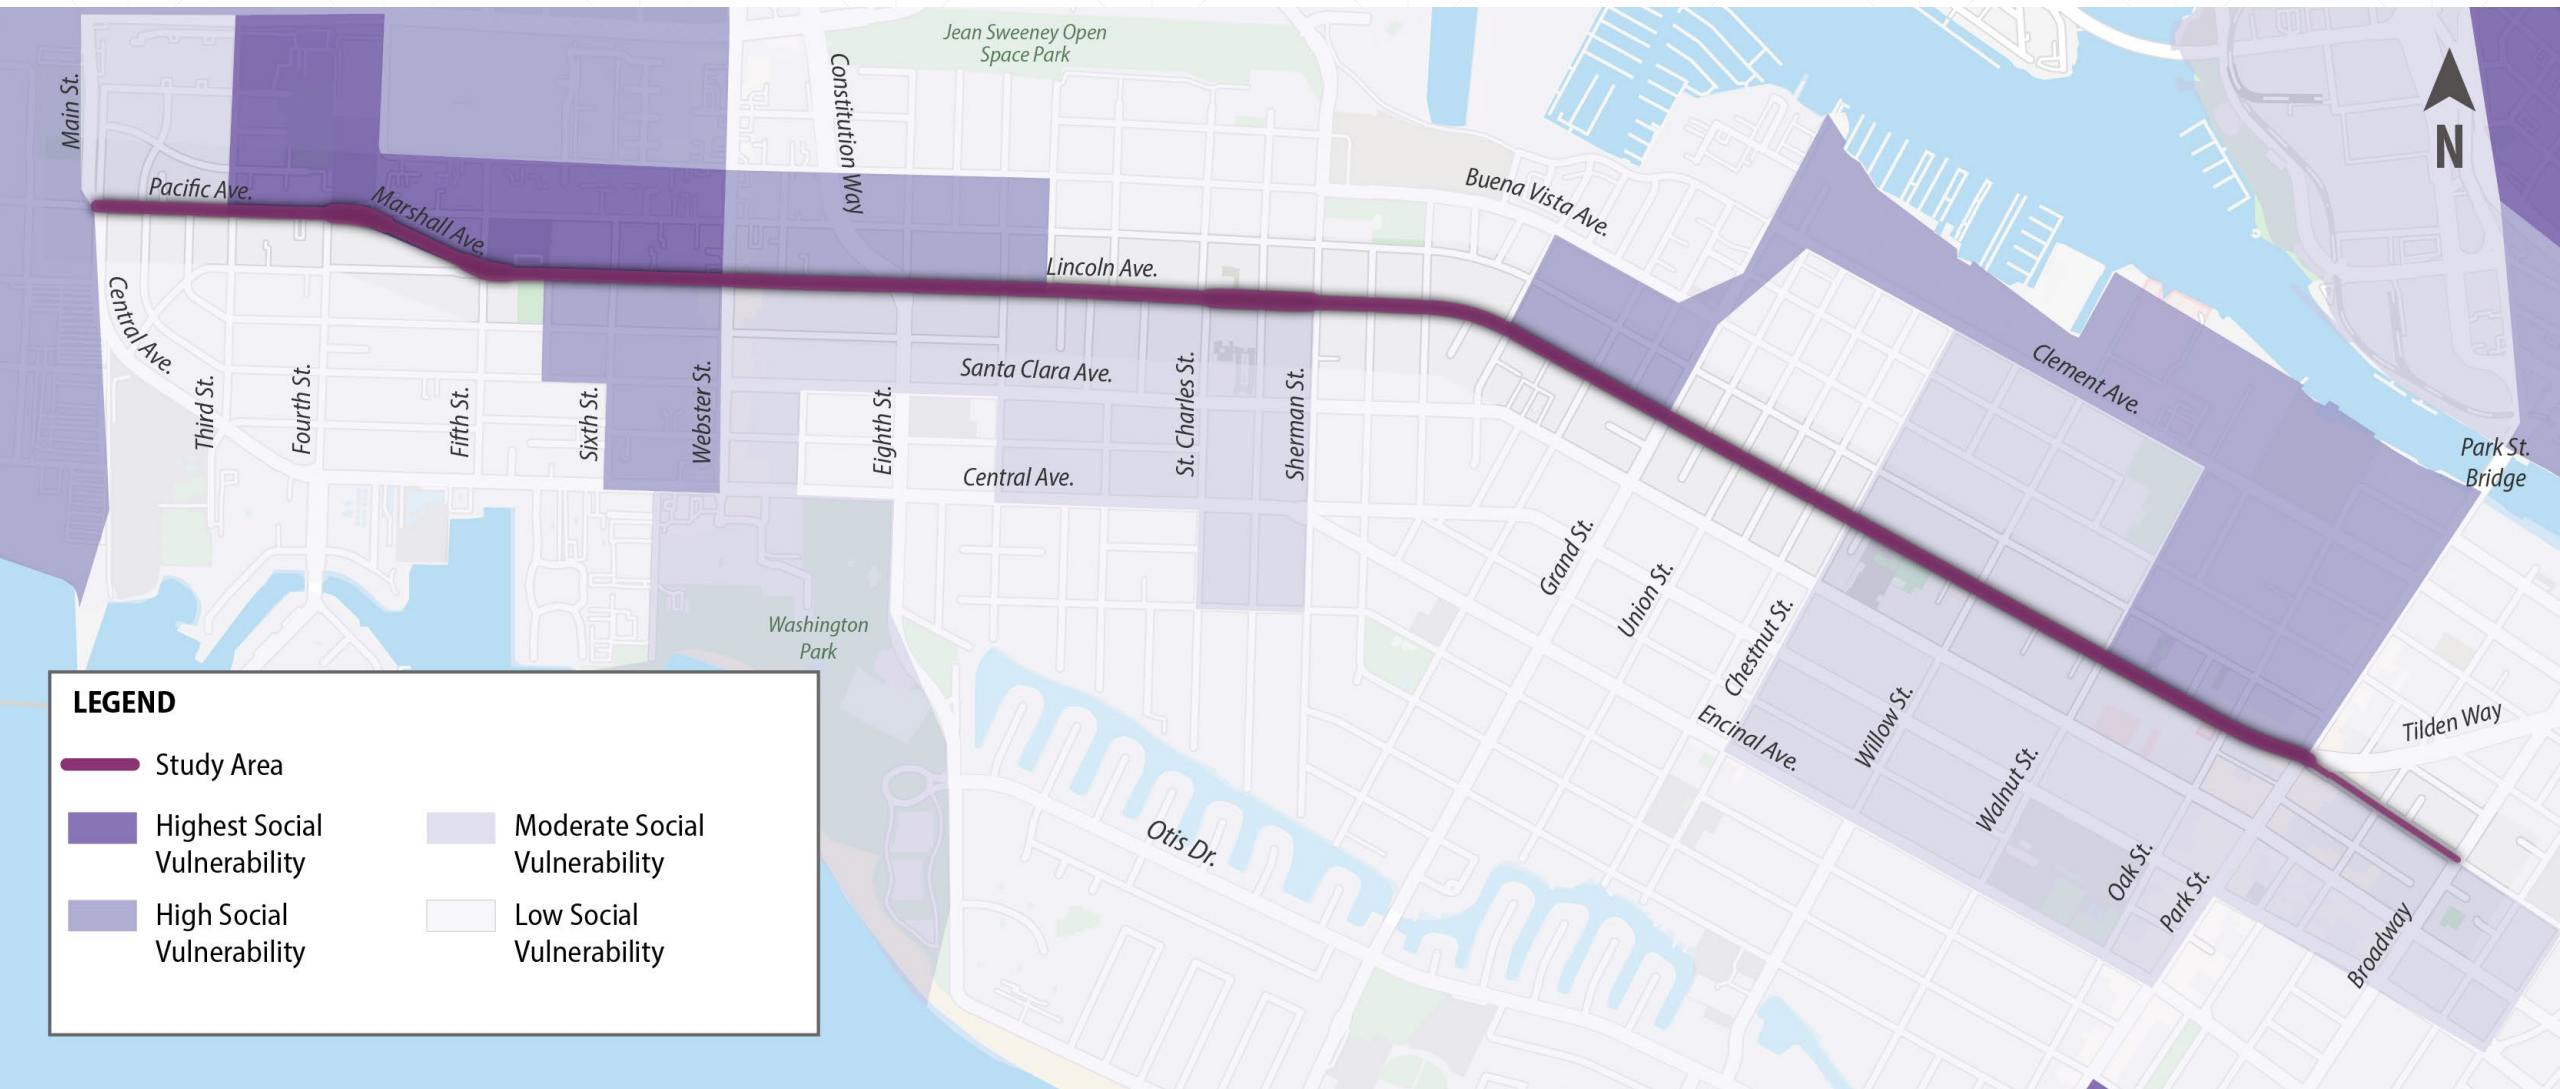 Jean Sweeney Open
Space Park
Main St.
Constitution Way
N
Pacific Ave.
Marshall Ave.
Buena Vista Ave.
Lincoln Ave.
Central Ave.
Clement Ave.
Santa Clara Ave.
Third St.
Fourth St.
Fifth St.
Sixth St.
Webster St.
Eighth St.
St. Charles St.
Sherman St.
Park St.
Bridge
Central Ave.
Grand St.
Union St.
Chestnut St.
Washington
Park
Encinal Ave.
Willow St.
Walnut St.
Oak St.
Park St.
Tilden Way
Broadway
Otis Dr.
LEGEND
Study Area
Highest Social
Vulnerability
High Social
Vulnerability
Moderate Social
Vulnerability
Low Social
Vulnerability